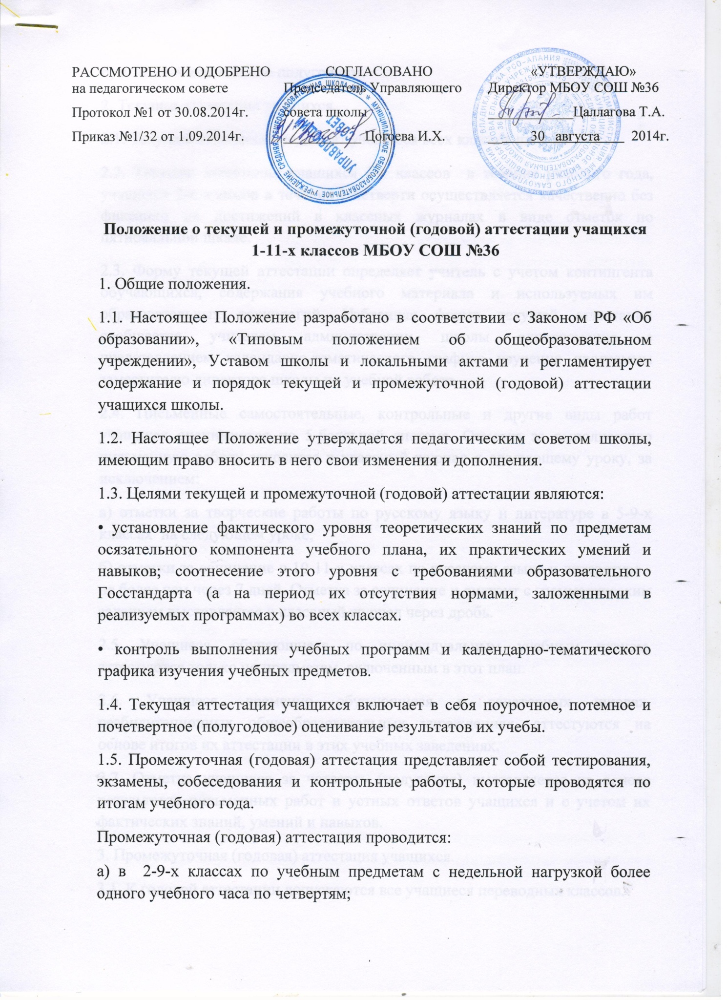 РАССМОТРЕНО И ОДОБРЕНО
на педагогическом совете
Протокол №1 от 30.08.2014г.
Приказ №1/32 от 1.09.2014г.
СОГЛАСОВАНО
Председатель Управляющего
совета школы
Цогоева И.Х.
«УТВЕРЖДАЮ»
Директор МБОУ СОШ №36
Цаллагова Т.А.
30 августа 2014г.
УПРАВЛЯЮЩИЙ
СОВЕТ
МУНИЦИПАЛЬНОЕ ОБЩЕОБРАЗОВАТЕЛЬНОЕ УЧРЕЖДЕНИЕ СРЕДНЯЯ ОБЩЕОБРАЗОВАТЕЛЬНАЯ ШКОЛА №36
Положение о текущей и промежуточной (годовой) аттестации учащихся
1-11-х классов МБОУ СОШ №36
1. Общие положения.
1.1. Настоящее Положение разработано в соответствии с Законом РФ «Об
образовании», «Типовым положением об общеобразовательном
учреждении», Уставом школы и локальными актами и регламентирует
содержание и порядок текущей и промежуточной (годовой) аттестации
учащихся школы.
1.2. Настоящее Положение утверждается педагогическим советом школы,
имеющим право вносить в него свои изменения и дополнения.
1.3. Целями текущей и промежуточной (годовой) аттестации являются:
• установление фактического уровня теоретических знаний по предметам
осязательного компонента учебного плана, их практических умений и
навыков; соотнесение этого уровня с требованиями образовательного
Госстандарта (а на период их отсутствия нормами, заложенными в
реализуемых программах) во всех классах.
• контроль выполнения учебных программ и календарно-тематического
графика изучения учебных предметов.
1.4. Текущая аттестация учащихся включает в себя поурочное, потемное и
почетвертное (полугодовое) оценивание результатов их учебы.
1.5. Промежуточная (годовая) аттестация представляет собой тестирования,
экзамены, собеседования и контрольные работы, которые проводятся по
итогам учебного года.
Промежуточная (годовая) аттестация проводится:
а) в 2-9-х классах по учебным предметам с недельной нагрузкой более
одного учебного часа по четвертям;